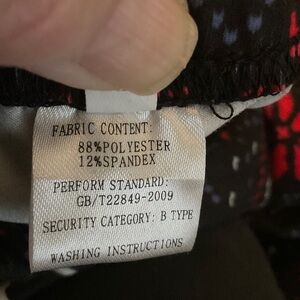 FABRIC CONTENT:
88%POLYESTER
12%SPANDEX
PERFORM STANDARD:
GB/T22849-2009
SECURITY CATEGORY: B TYPE
WASHING INSTRUCTIONS